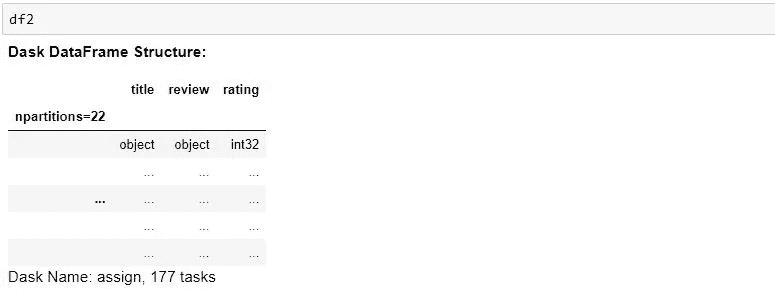 df2
Dask DataFrame Structure:
title review rating
npartitions=22
object object int32
... ... ...
... ... ... ...
... ... ...
... ... ...
Dask Name: assign, 177 tasks